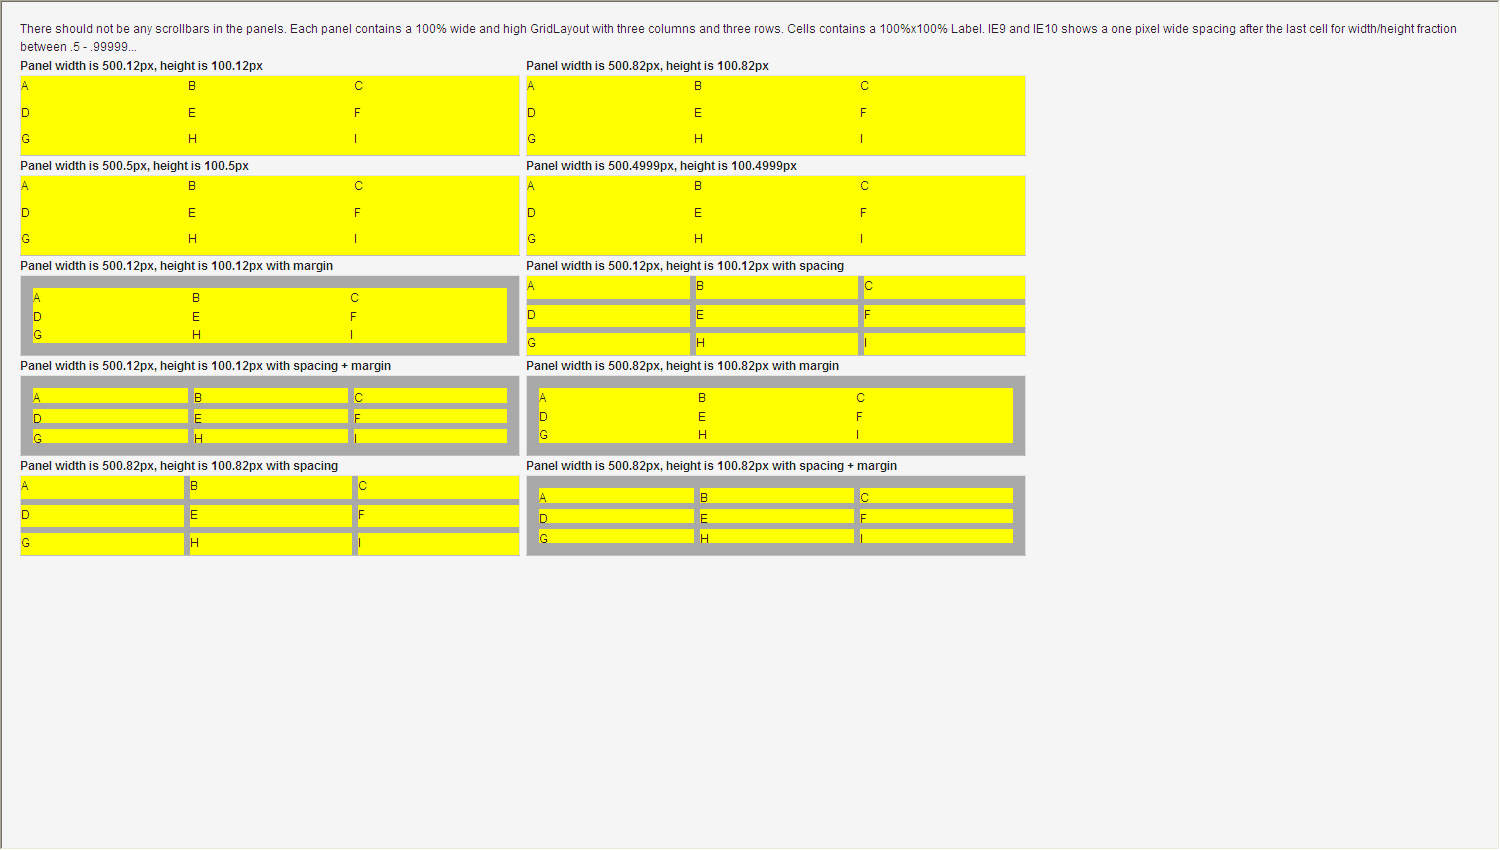 There should not be any scrollbars in the panels. Each panel contains a 100% wide and high GridLayout with three columns and three rows. Cells contains a 100%x100% Label. IE9 and IE10 shows a one pixel wide spacing after the last cell for width/height fraction
between .5 - .99999...
Panel width is 500.12px, height is 100.12px
A B C
D E F
G H I
Panel width is 500.82px, height is 100.82px
A B C
D E F
G H I
Panel width is 500.5px, height is 100.5px
A B C
D E F
G H I
Panel width is 500.4999px, height is 100.4999px
A B C
D E F
G H I
Panel width is 500.12px, height is 100.12px with margin
A B C
D E F
G H I
Panel width is 500.12px, height is 100.12px with spacing
A B C
D E F
G H I
Panel width is 500.12px, height is 100.12px with spacing + margin
A B C
D E F
G H I
Panel width is 500.82px, height is 100.82px with margin
A B C
D E F
G H I
Panel width is 500.82px, height is 100.82px with spacing
A B C
D E F
G H I
Panel width is 500.82px, height is 100.82px with spacing + margin
A B C
D E F
G H I